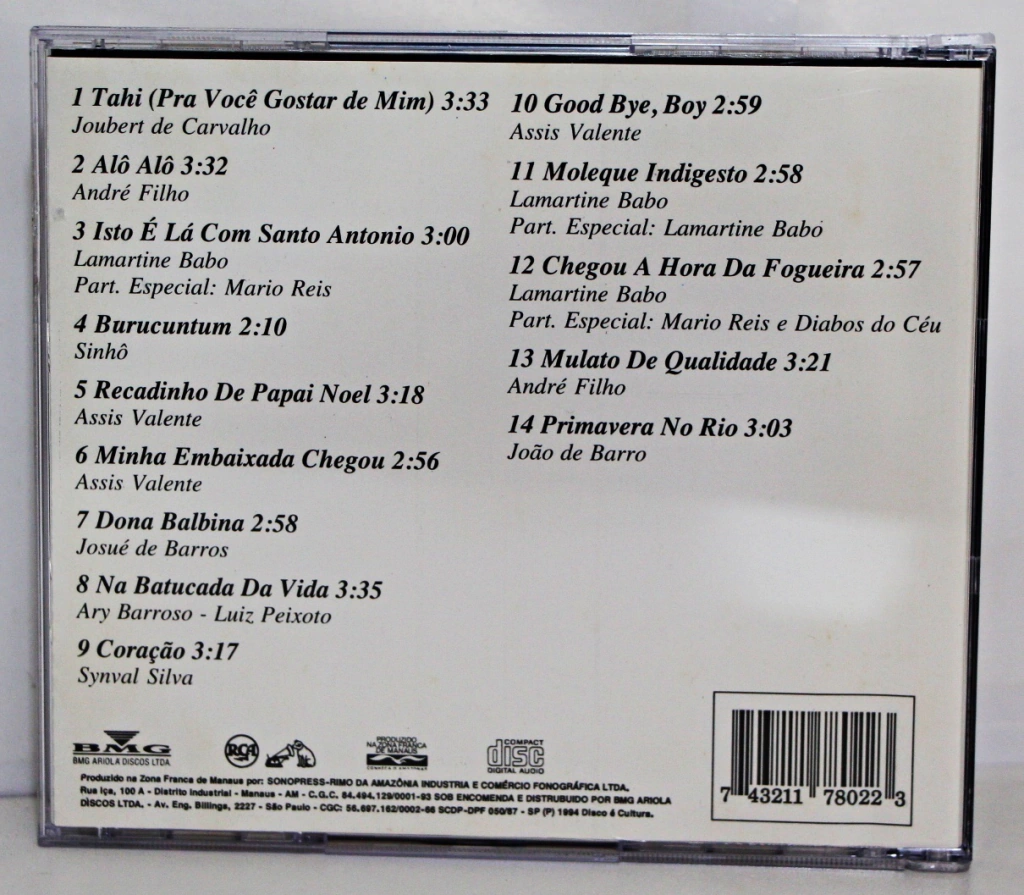 1 Tahi (Pra Você Gostar de Mim) 3:33
Joubert de Carvalho
2 Alô Alô 3:32
André Filho
3 Isto É Lá Com Santo Antonio 3:00
Lamartine Babo
Part. Especial: Mario Reis
4 Burucuntum 2:10
Sinhô
5 Recadinho De Papai Noel 3:18
Assis Valente
6 Minha Embaixada Chegou 2:56
Assis Valente
7 Dona Balbina 2:58
Josué de Barros
8 Na Batucada Da Vida 3:35
Ary Barroso - Luiz Peixoto
9 Coração 3:17
Synval Silva
10 Good Bye, Boy 2:59
Assis Valente
11 Moleque Indigesto 2:58
Lamartine Babo
Part. Especial: Lamartine Babo
12 Chegou A Hora Da Fogueira 2:57
Lamartine Babo
Part. Especial: Mario Reis e Diabos do Céu
13 Mulato De Qualidade 3:21
André Filho
14 Primavera No Rio 3:03
João de Barro
BMG
BMG ARIOLA DISCOS LTDA.
RCA
PRODUZIDO
NA ZONA FRANCA
DE MANAUS
CONHEÇA O AMAZONAS
COMPACT
disc
DIGITAL AUDIO
Produzido na Zona Franca de Manaus por: SONOPRESS-RIMO DA AMAZÔNIA INDUSTRIA E COMÉRCIO FONOGRÁFICA LTDA.
Rua Iça, 100 A - Distrito Industrial - Manaus - AM - C.G.C. 84.494.129/0001-93 SOB ENCOMENDA E DISTRIBUIDO POR BMG ARIOLA
DISCOS LTDA. - Av. Eng. Billings, 2227 - São Paulo - CGC: 56.697.162/0002-66 SCDP-DPF 050/87 - SP (P) 1994 Disco é Cultura.
7 43211 78022 3